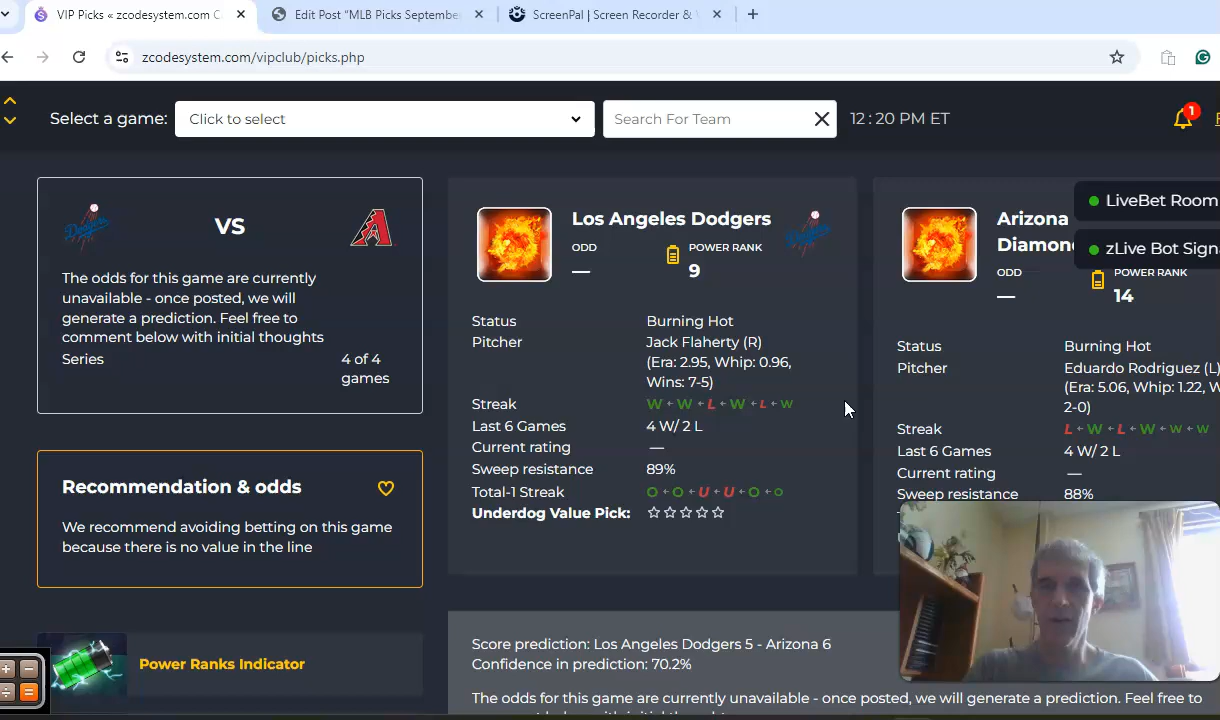 VIP Picks « zcodesystem.com C
Edit Post “MLB Picks Septembe
ScreenPal | Screen Recorder &
zcodesystem.com/vipclub/picks.php
Select a game:
Click to select
Search For Team
12 : 20 PM ET
1
Dodgers
VS
A
The odds for this game are currently
unavailable - once posted, we will
generate a prediction. Feel free to
comment below with initial thoughts
Series
4 of 4
games
Recommendation & odds
We recommend avoiding betting on this game
because there is no value in the line
Power Ranks Indicator
Los Angeles Dodgers
Dodgers
ODD
—
POWER RANK
9
Status
Burning Hot
Pitcher
Jack Flaherty (R)
(Era: 2.95, Whip: 0.96,
Wins: 7-5)
Streak
W ← W ← L ← W ← L ← W
Last 6 Games
4 W/ 2 L
Current rating
—
Sweep resistance
89%
Total-1 Streak
O ← O ← U ← U ← O ← O
Underdog Value Pick:
☆☆☆☆☆
Arizona
Diamon
ODD
—
POWER RANK
14
Status
Burning Hot
Pitcher
Eduardo Rodriguez (L)
(Era: 5.06, Whip: 1.22, W
2-0)
Streak
L ← W ← L ← W ← W ← W
Last 6 Games
4 W/ 2 L
Current rating
—
Sweep resistance
88%
LiveBet Room
zLive Bot Sign
Score prediction: Los Angeles Dodgers 5 - Arizona 6
Confidence in prediction: 70.2%
The odds for this game are currently unavailable - once posted, we will generate a prediction. Feel free to